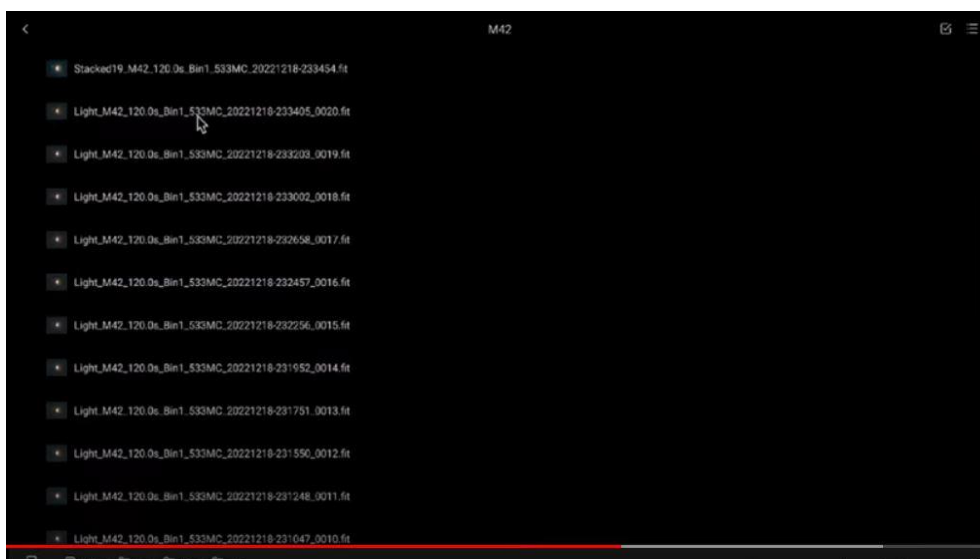 M42
Stacked19_M42_120.0s_Bin1_533MC_20221218-233454.fit
Light_M42_120.0s_Bin1_533MC_20221218-233405_0020.fit
Light_M42_120.0s_Bin1_533MC_20221218-233203_0019.fit
Light_M42_120.0s_Bin1_533MC_20221218-233002_0018.fit
Light_M42_120.0s_Bin1_533MC_20221218-232658_0017.fit
Light_M42_120.0s_Bin1_533MC_20221218-232457_0016.fit
Light_M42_120.0s_Bin1_533MC_20221218-232256_0015.fit
Light_M42_120.0s_Bin1_533MC_20221218-231952_0014.fit
Light_M42_120.0s_Bin1_533MC_20221218-231751_0013.fit
Light_M42_120.0s_Bin1_533MC_20221218-231550_0012.fit
Light_M42_120.0s_Bin1_533MC_20221218-231248_0011.fit
Light_M42_120.0s_Bin1_533MC_20221218-231047_0010.fit